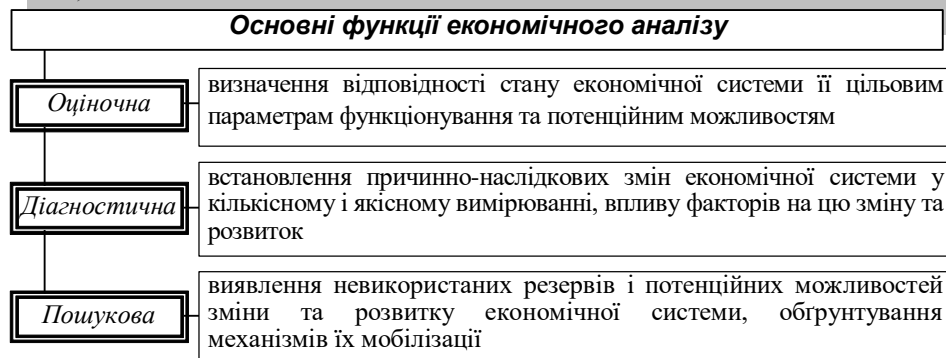 Основні функції економічного аналізу
Оціночна
визначення відповідності стану економічної системи її цільовим
параметрам функціонування та потенційним можливостям
Діагностична
встановлення причинно-наслідкових змін економічної системи у
кількісному і якісному вимірюванні, впливу факторів на цю зміну та
розвиток
Пошукова
виявлення невикористаних резервів і потенційних можливостей
зміни та розвитку економічної системи, обґрунтування
механізмів їх мобілізації